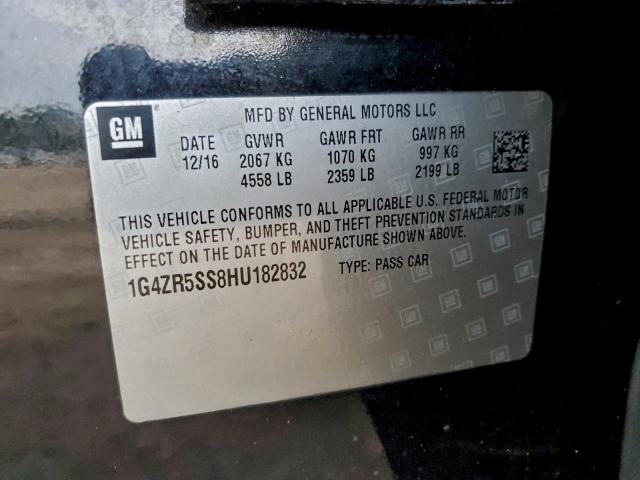 GM
MFD BY GENERAL MOTORS LLC
DATE GVWR GAWR FRT GAWR RR
12/16 2067 KG 1070 KG 997 KG
4558 LB 2359 LB 2199 LB
THIS VEHICLE CONFORMS TO ALL APPLICABLE U.S. FEDERAL MOTOR
VEHICLE SAFETY, BUMPER, AND THEFT PREVENTION STANDARDS IN
EFFECT ON THE DATE OF MANUFACTURE SHOWN ABOVE.
1G4ZR5SS8HU182832 TYPE: PASS CAR